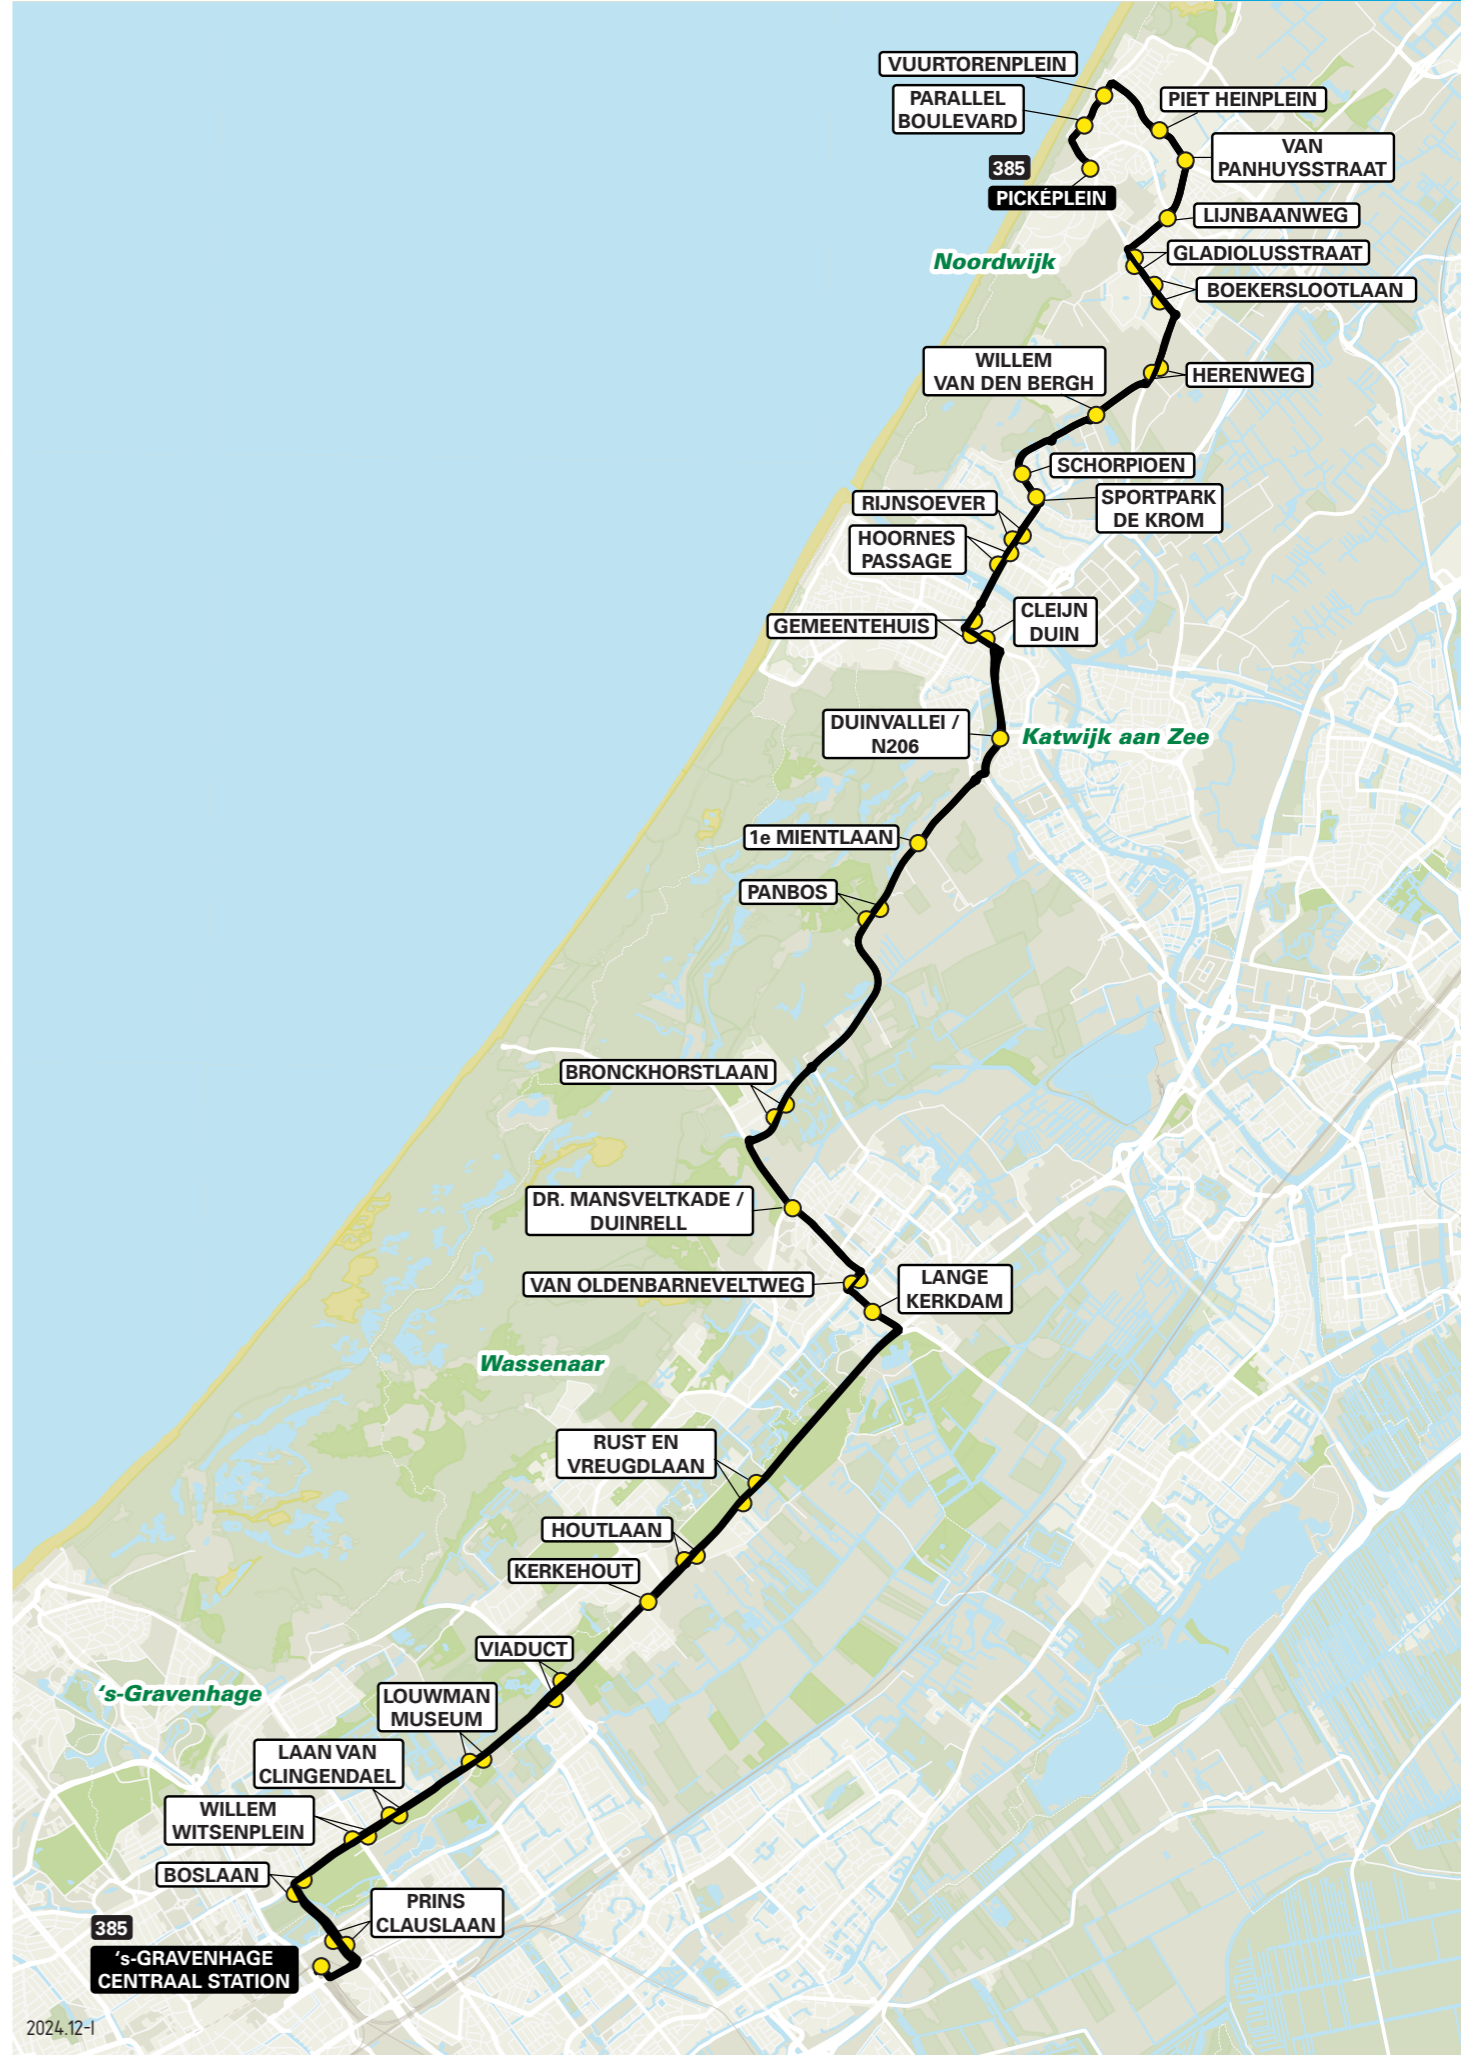 VUURTORENPLEIN
PARALLEL
BOULEVARD
PIET HEINPLEIN
VAN
PANHUYSSTRAAT
385
PICKÉPLEIN
LIJNBAANWEG
Noordwijk
GLADIOLUSSTRAAT
BOEKERSLOOTLAAN
WILLEM
VAN DEN BERGH
HERENWEG
SCHORPIOEN
RIJNSOEVER
SPORTPARK
DE KROM
HOORNES
PASSAGE
GEMEENTEHUIS
CLEIJN
DUIN
DUINVALLEI /
N206
Katwijk aan Zee
1e MIENTLAAN
PANBOS
BRONCKHORSTLAAN
DR. MANSVELTKADE /
DUINRELL
VAN OLDENBARNEVELTWEG
LANGE
KERKDAM
Wassenaar
RUST EN
VREUGDLAAN
HOUTLAAN
KERKEHOUT
VIADUCT
's-Gravenhage
LOUWMAN
MUSEUM
LAAN VAN
CLINGENDAEL
WILLEM
WITSENPLEIN
BOSLAAN
PRINS
CLAUSLAAN
385
's-GRAVENHAGE
CENTRAAL STATION
2024.12-I